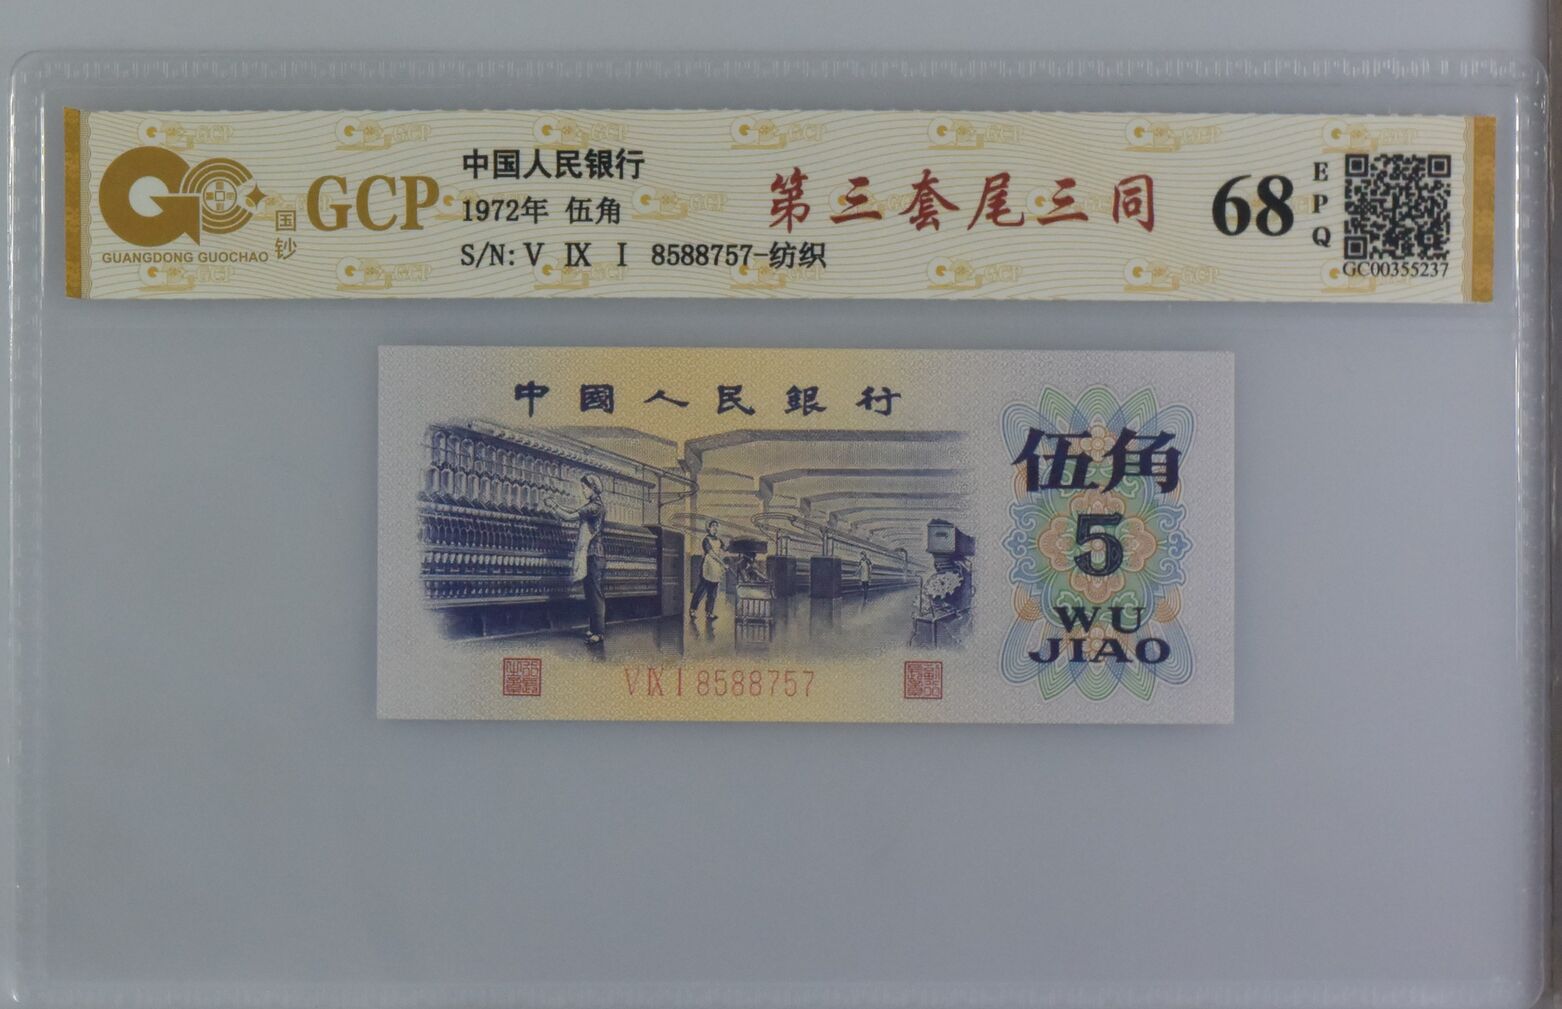 GCP
国钞
GUANGDONG GUOCHAO
中国人民银行
1972年 伍角
S/N: V Ⅸ Ⅰ 8588757-纺织
第三套尾三同
68
EPQ
GC00355237
中國人民銀行
伍角
5
WU
JIAO
V Ⅸ Ⅰ 8588757